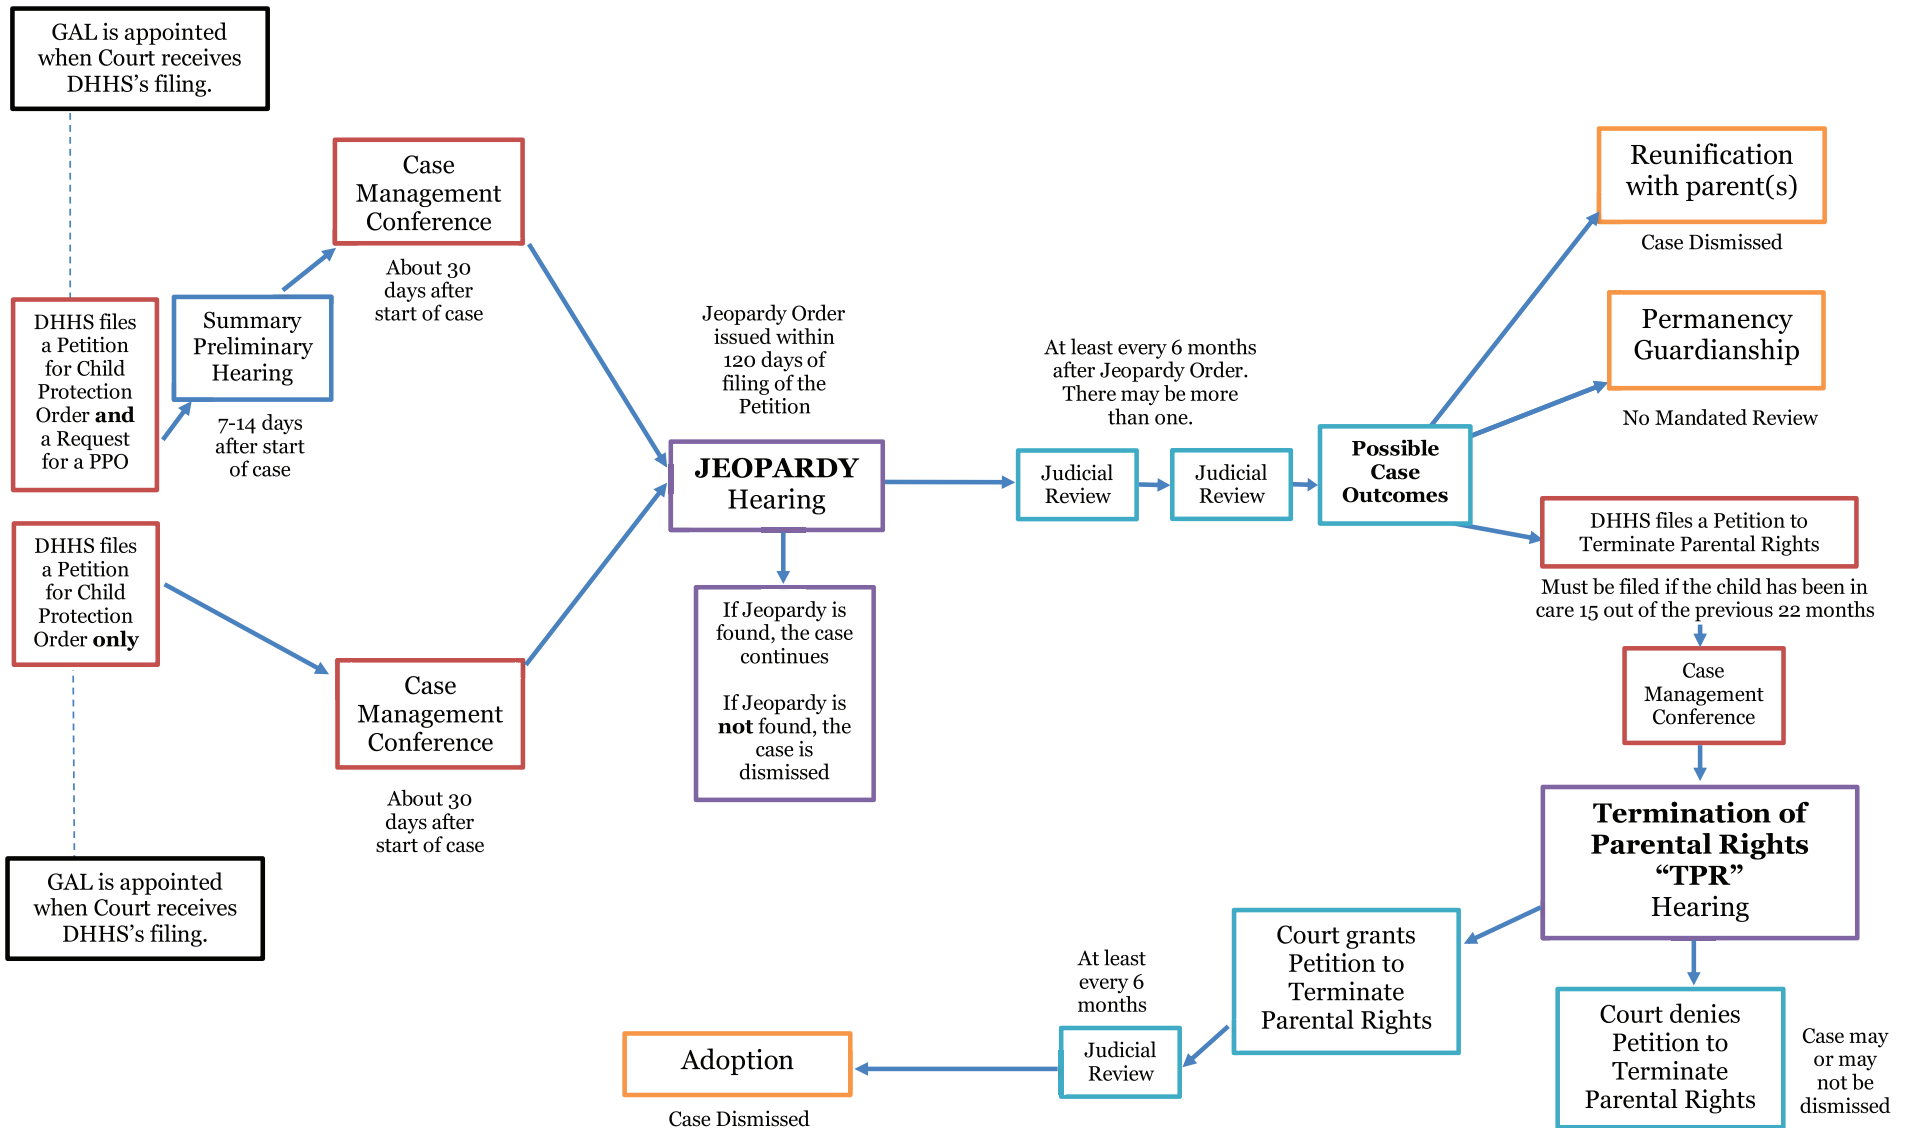 GAL is appointed
when Court receives
DHHS’s filing.
DHHS files
a Petition
for Child
Protection
Order and
a Request
for a PPO
Summary
Preliminary
Hearing
7-14 days
after start
of case
Case
Management
Conference
About 30
days after
start of case
DHHS files
a Petition
for Child
Protection
Order only
GAL is appointed
when Court receives
DHHS’s filing.
Case
Management
Conference
About 30
days after
start of case
Jeopardy Order
issued within
120 days of
filing of the
Petition
JEOPARDY
Hearing
If Jeopardy is
found, the case
continues
If Jeopardy is
not found, the
case is
dismissed
At least every 6 months
after Jeopardy Order.
There may be more
than one.
Judicial
Review
Judicial
Review
Possible
Case
Outcomes
Reunification
with parent(s)
Case Dismissed
Permanency
Guardianship
No Mandated Review
DHHS files a Petition to
Terminate Parental Rights
Must be filed if the child has been in
care 15 out of the previous 22 months
Case
Management
Conference
Termination of
Parental Rights
“TPR”
Hearing
Court denies
Petition to
Terminate
Parental Rights
Case may
or may
not be
dismissed
Court grants
Petition to
Terminate
Parental Rights
At least
every 6
months
Judicial
Review
Adoption
Case Dismissed